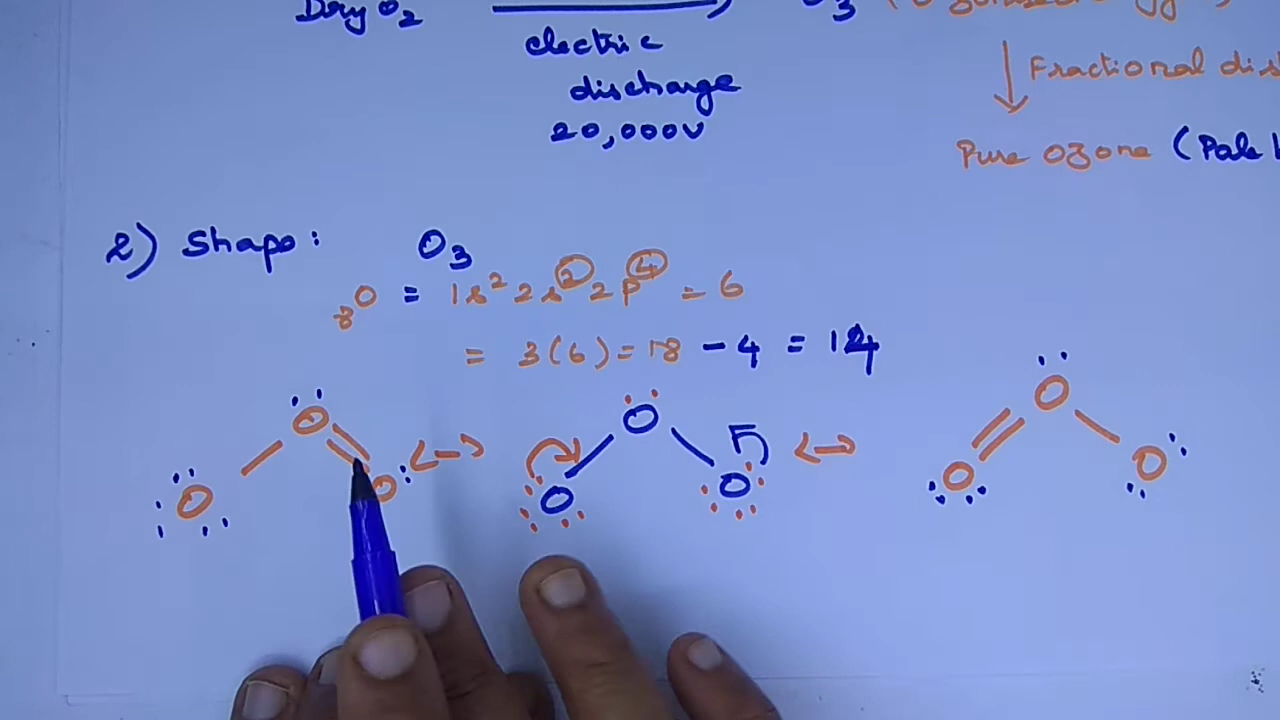 Dry O2 → O3
electric
discharge
20,000V
↓ Fractional
Pure Ozone (Pale
2) Shape: O3
8O = 1s² 2s² 2p⁴ = 6
= 3(6) = 18 - 4 = 14
O O O ↔ O O O ↔ O O O